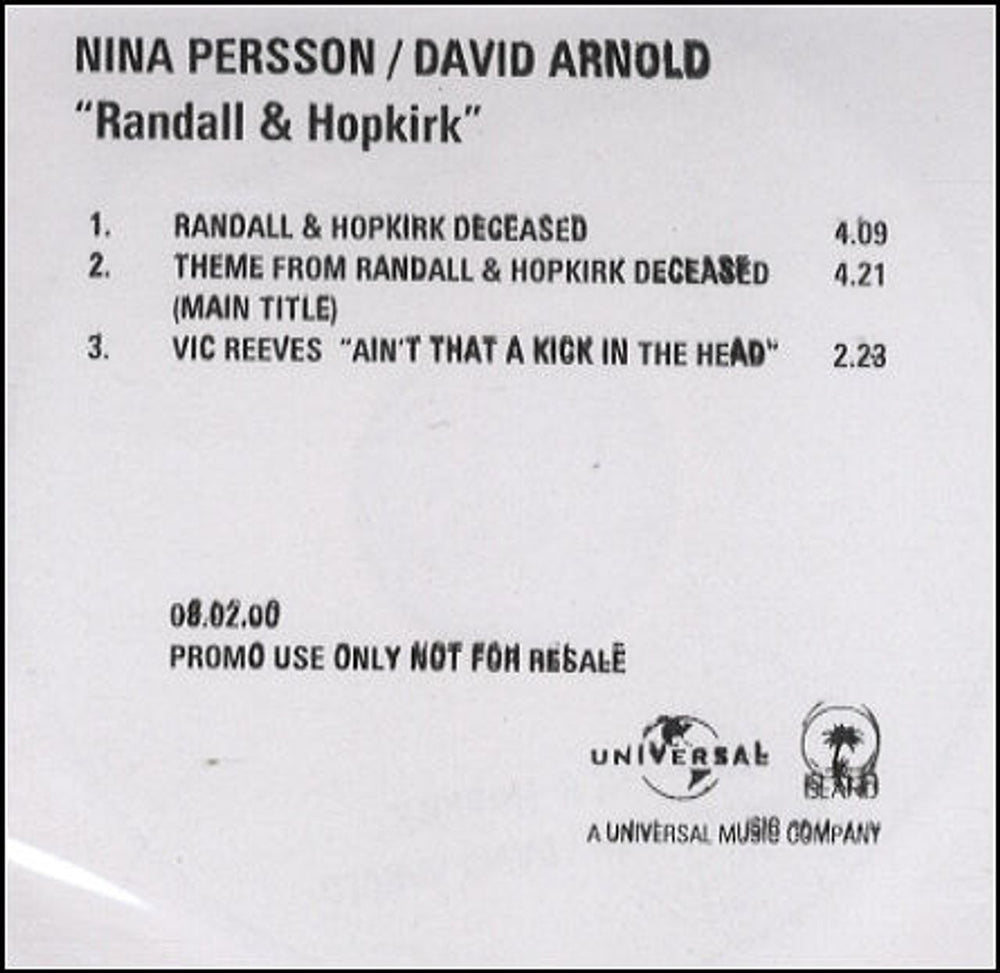 NINA PERSSON / DAVID ARNOLD
"Randall & Hopkirk"
1. RANDALL & HOPKIRK DECEASED 4.09
2. THEME FROM RANDALL & HOPKIRK DECEASED 4.21
(MAIN TITLE)
3. VIC REEVES "AIN'T THAT A KICK IN THE HEAD" 2.23
08.02.00
PROMO USE ONLY NOT FOR RESALE
UNIVERSAL
ISLAND
A UNIVERSAL MUSIC COMPANY